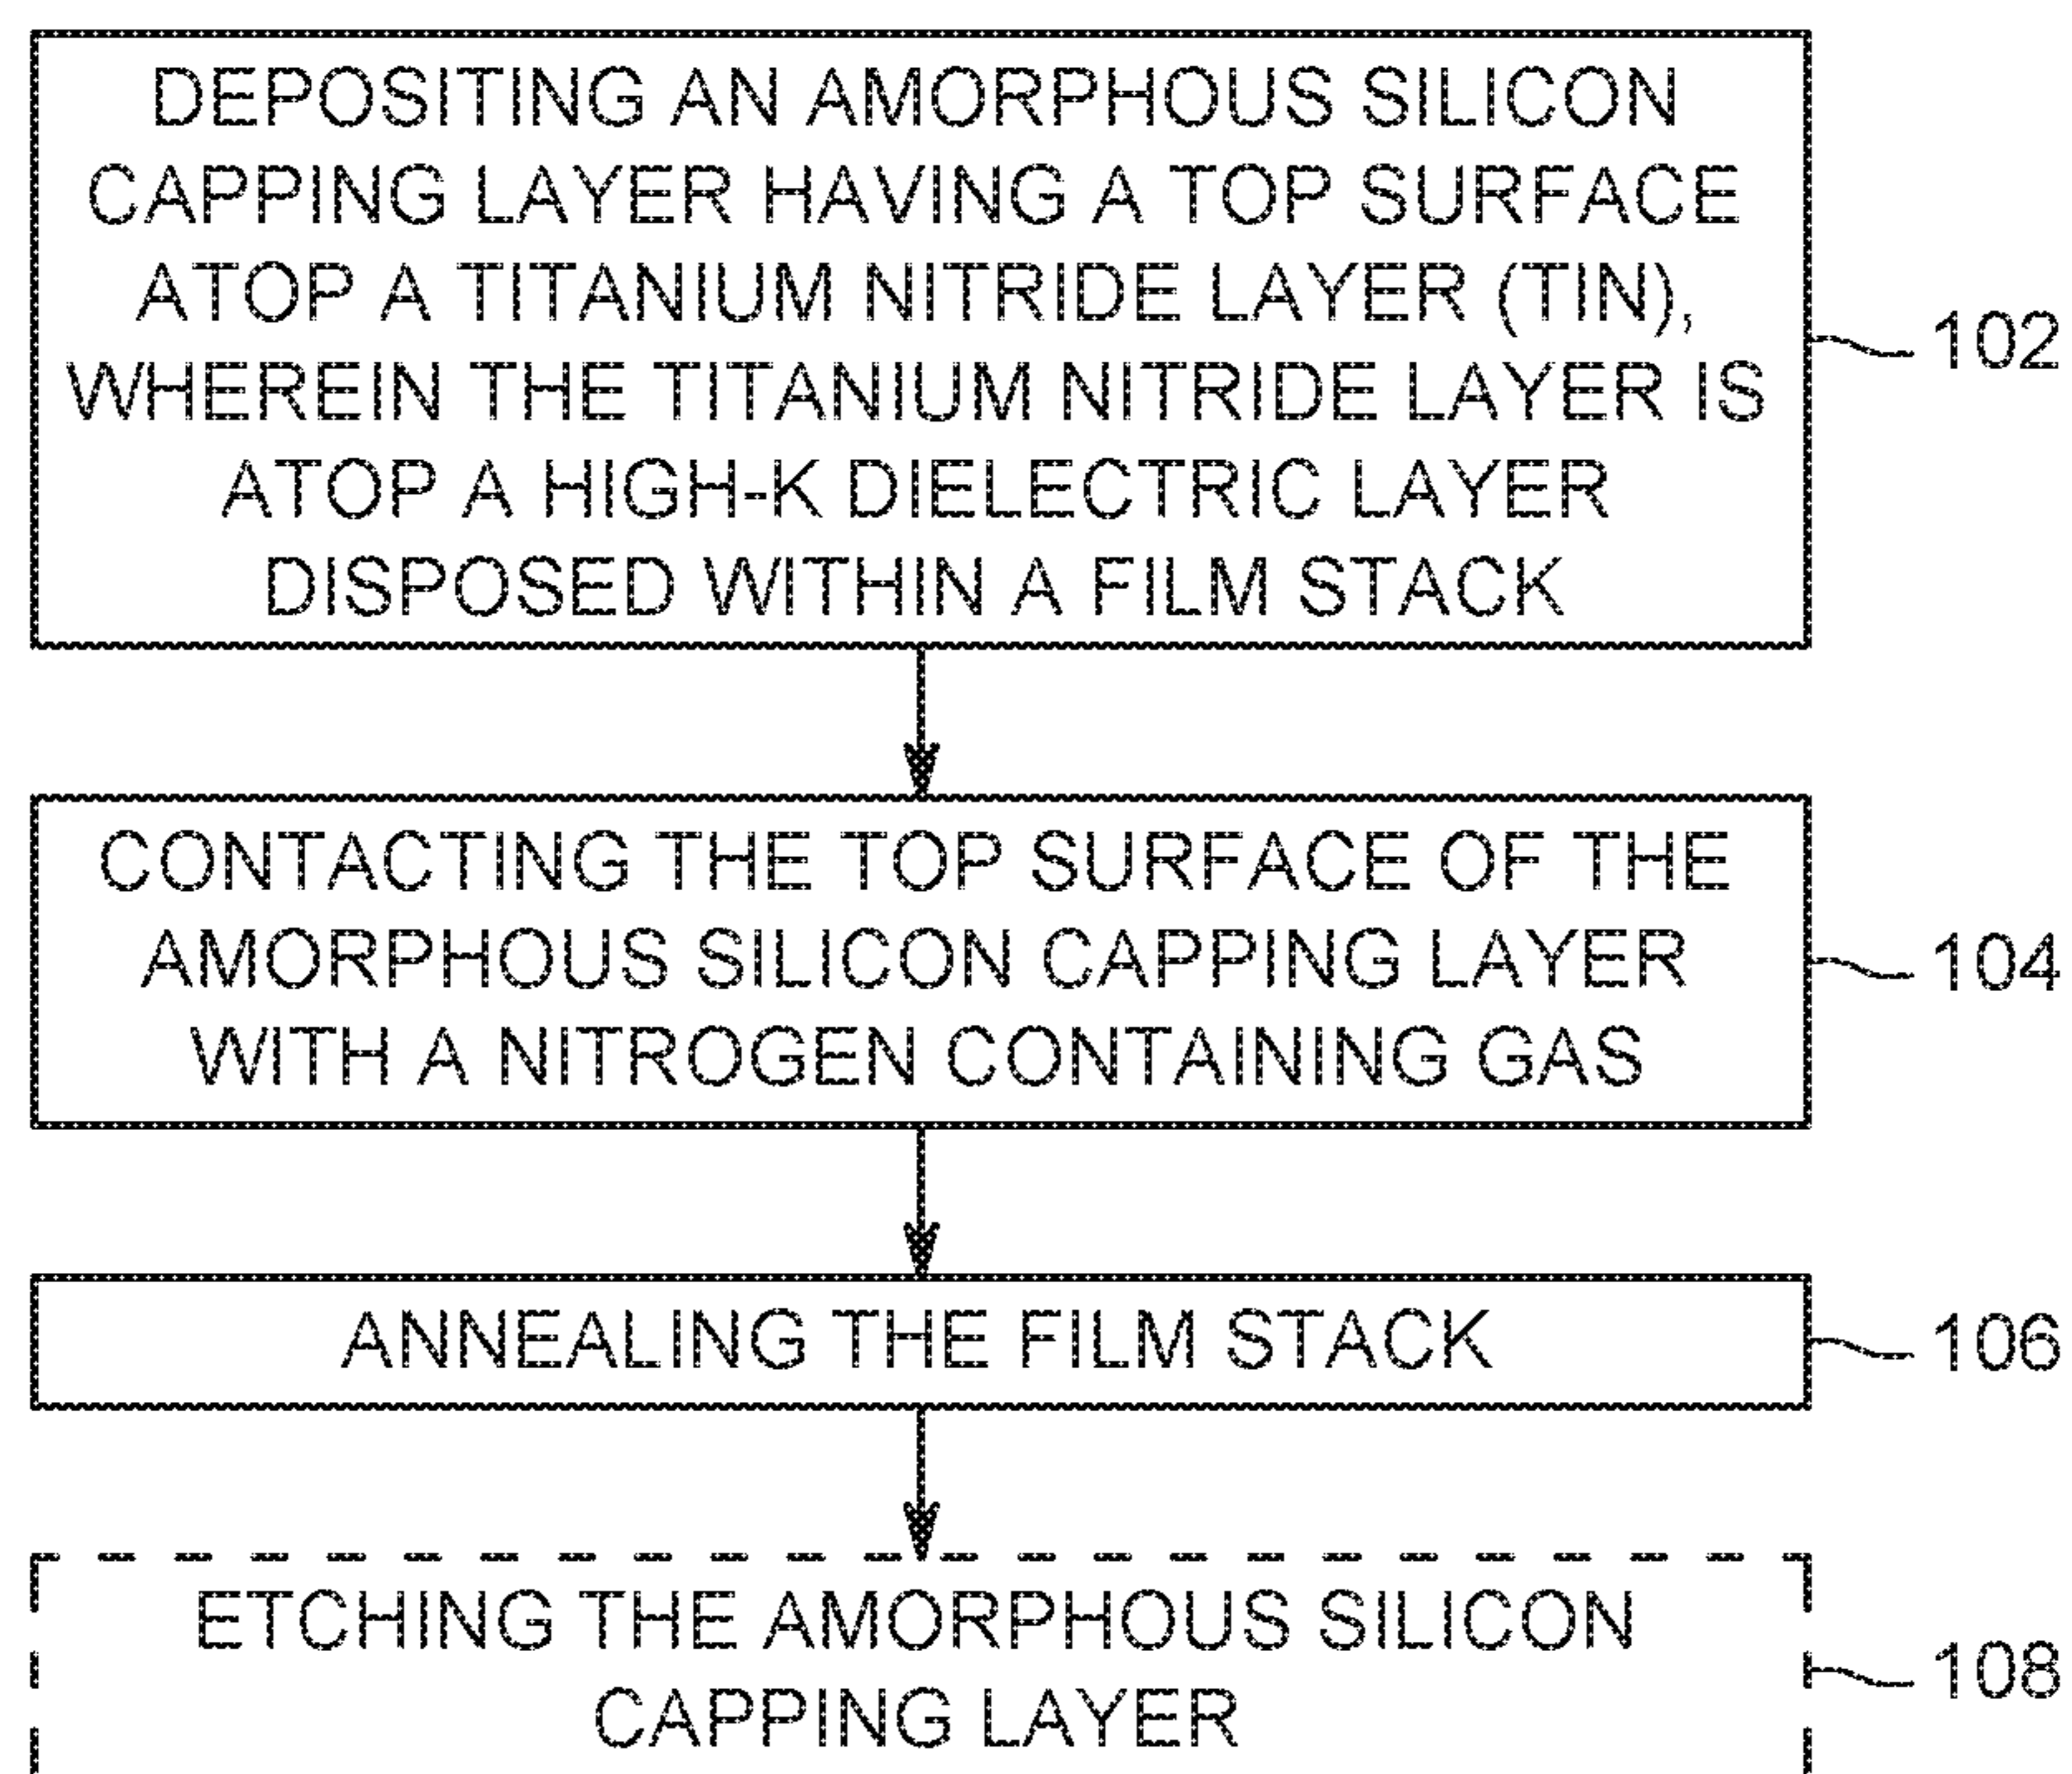 DEPOSITING AN AMORPHOUS SILICON
CAPPING LAYER HAVING A TOP SURFACE
ATOP A TITANIUM NITRIDE LAYER (TIN),
WHEREIN THE TITANIUM NITRIDE LAYER IS
ATOP A HIGH-K DIELECTRIC LAYER
DISPOSED WITHIN A FILM STACK
102
CONTACTING THE TOP SURFACE OF THE
AMORPHOUS SILICON CAPPING LAYER
WITH A NITROGEN CONTAINING GAS
104
ANNEALING THE FILM STACK
106
ETCHING THE AMORPHOUS SILICON
CAPPING LAYER
108